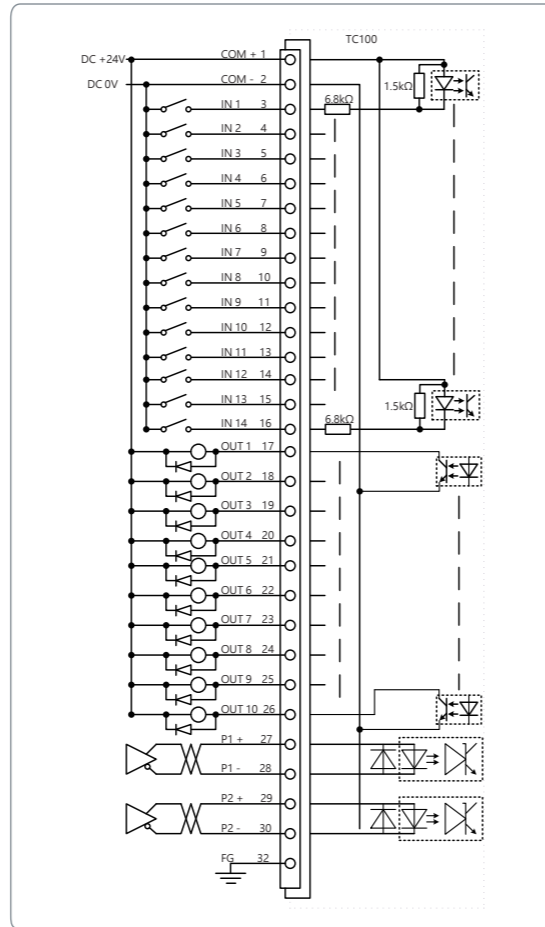 TC100
DC +24V COM + 1
DC 0V COM - 2
1.5kΩ
IN 1 3 6.8kΩ
IN 2 4
IN 3 5
IN 4 6
IN 5 7
IN 6 8
IN 7 9
IN 8 10
IN 9 11
IN 10 12
IN 11 13
IN 12 14
IN 13 15 1.5kΩ
IN 14 16 6.8kΩ
OUT 1 17
OUT 2 18
OUT 3 19
OUT 4 20
OUT 5 21
OUT 6 22
OUT 7 23
OUT 8 24
OUT 9 25
OUT 10 26
P1 + 27
P1 - 28
P2 + 29
P2 - 30
FG 32